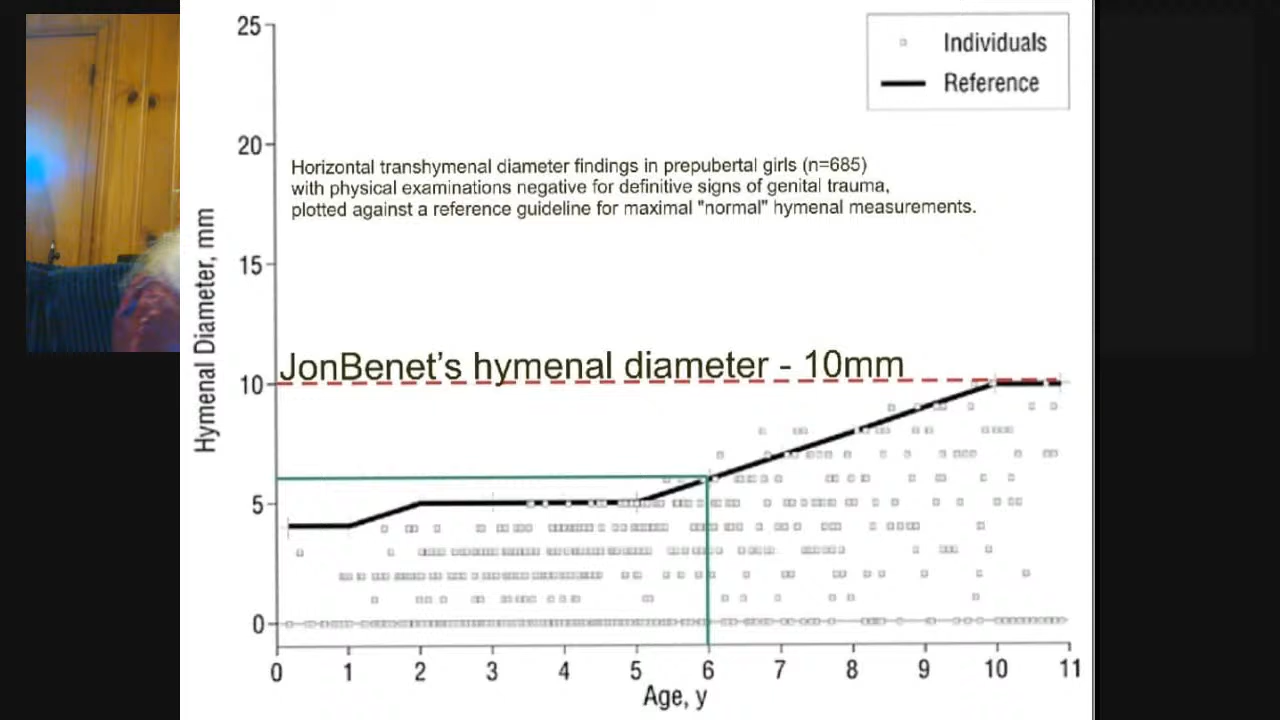 25
20
15
10
5
0
Hymenal Diameter, mm
Individuals
Reference
Horizontal transhymenal diameter findings in prepubertal girls (n=685)
with physical examinations negative for definitive signs of genital trauma,
plotted against a reference guideline for maximal "normal" hymenal measurements.
JonBenet's hymenal diameter - 10mm
0 1 2 3 4 5 6 7 8 9 10 11
Age, y